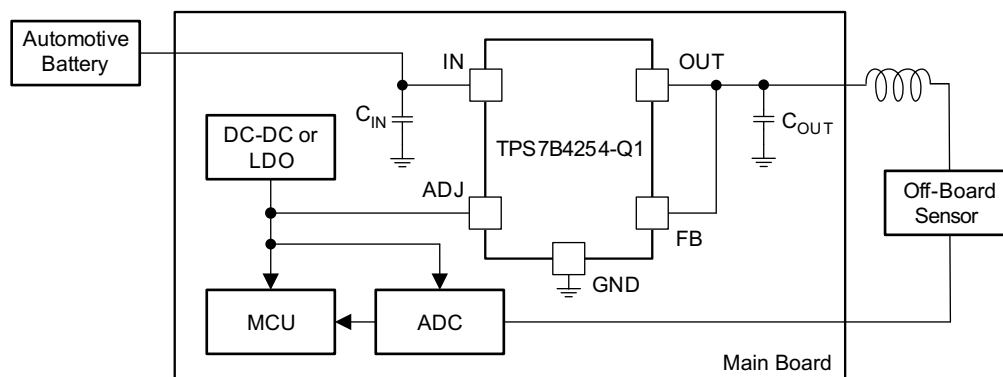 Automotive
Battery
IN
OUT
C_IN
C_OUT
DC-DC or
LDO
TPS7B4254-Q1
ADJ
FB
Off-Board
Sensor
GND
MCU
ADC
Main Board